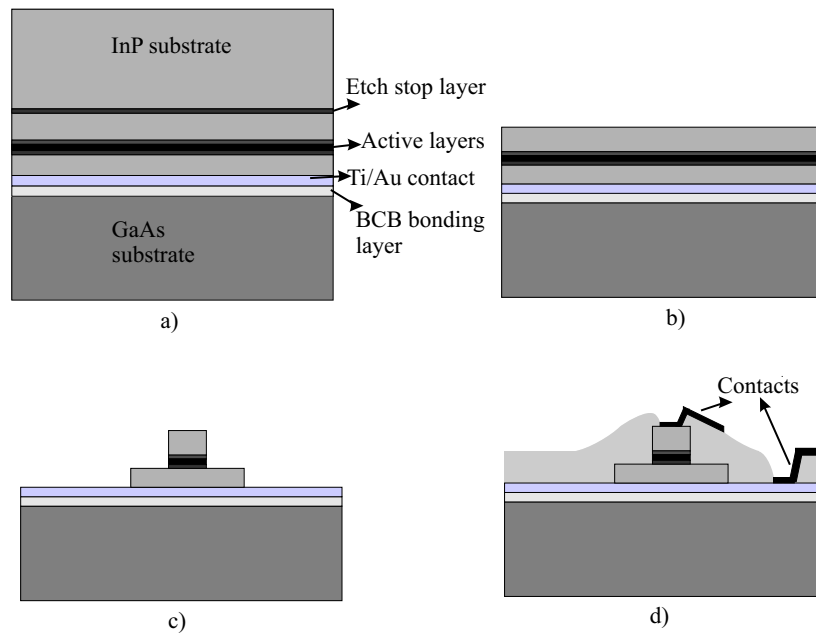 InP substrate
Etch stop layer
Active layers
Ti/Au contact
BCB bonding
layer
GaAs
substrate
a)
b)
Contacts
c)
d)